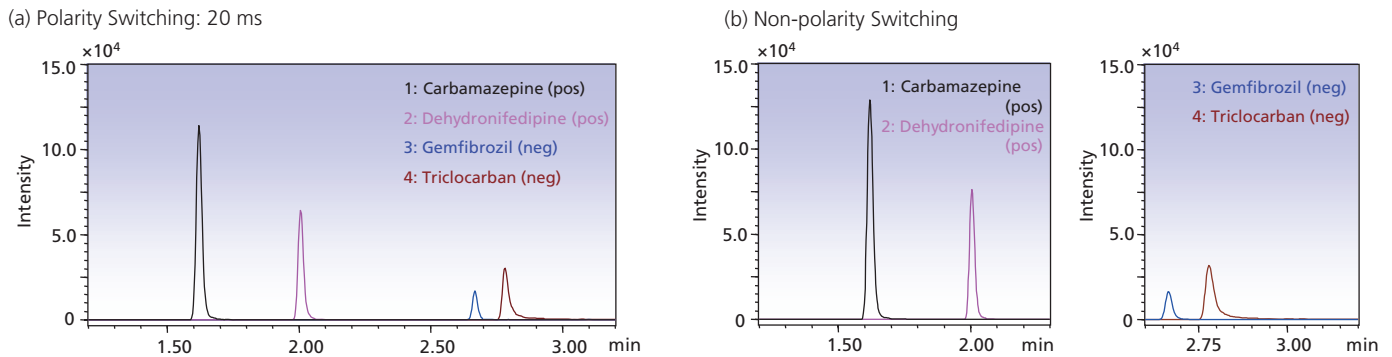 (a) Polarity Switching: 20 ms
×10⁴
15.0
10.0
5.0
0
Intensity
1: Carbamazepine (pos)
2: Dehydronifedipine (pos)
3: Gemfibrozil (neg)
4: Triclocarban (neg)
1.50 2.00 2.50 3.00 min
(b) Non-polarity Switching
×10⁴
15.0
10.0
5.0
0
Intensity
1: Carbamazepine
(pos)
2: Dehydronifedipine
(pos)
1.50 2.00 min
×10⁴
15.0
10.0
5.0
0
Intensity
3: Gemfibrozil (neg)
4: Triclocarban (neg)
2.75 3.00 min